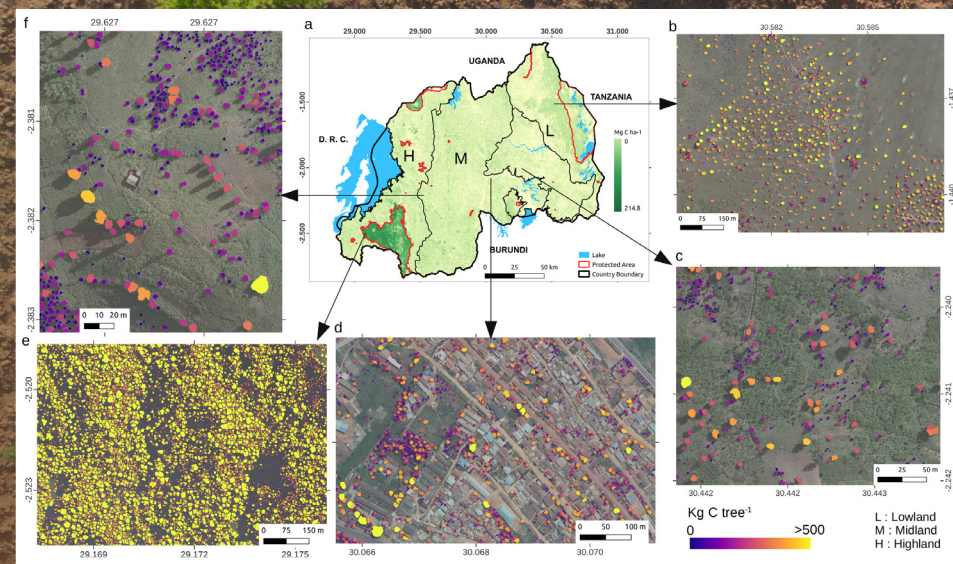 f
29.627
29.627
-2.381
-2.382
-2.383
0 10 20 m
a
29.000
29.500
30.000
30.500
31.000
-1.500
-2.000
-2.500
UGANDA
TANZANIA
D. R. C.
BURUNDI
H
M
L
Mg C ha-1
0
214.8
Lake
Protected Area
Country Boundary
0 25 50 km
b
30.582
30.585
-1.437
-1.440
0 75 150 m
c
-2.240
-2.241
-2.242
0 25 50 m
30.442
30.442
30.443
e
-2.520
-2.523
0 75 150 m
29.169
29.172
29.175
d
0 50 100 m
30.066
30.068
30.070
Kg C tree-1
0
>500
L : Lowland
M : Midland
H : Highland